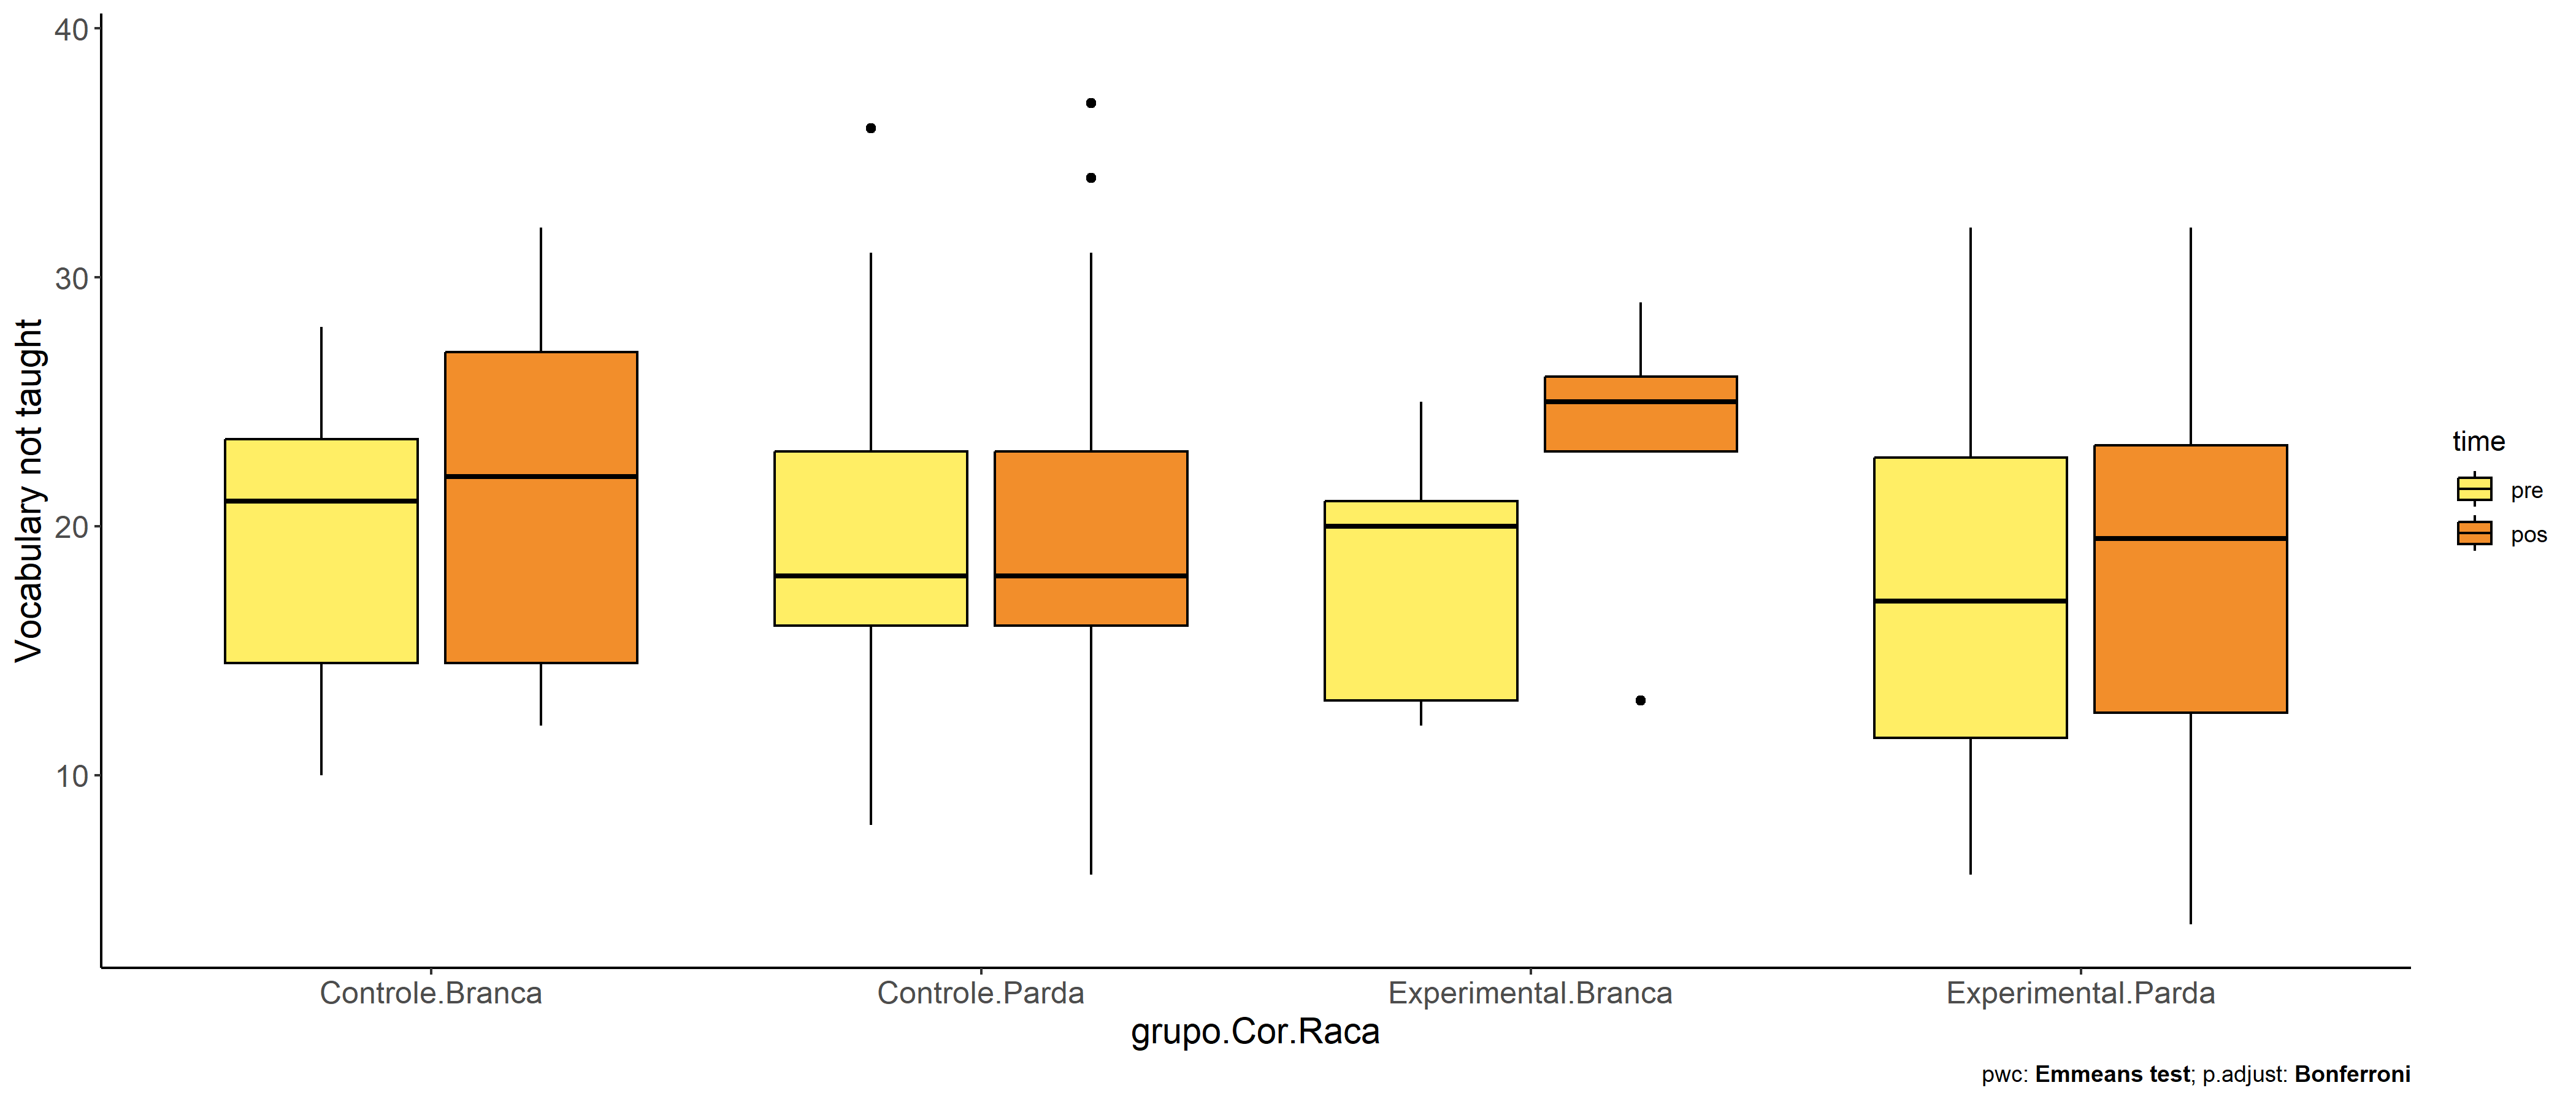 40
30
20
10
Vocabulary not taught
Controle.Branca
Controle.Parda
Experimental.Branca
Experimental.Parda
grupo.Cor.Raca
time
pre
pos
pwc: Emmeans test; p.adjust: Bonferroni